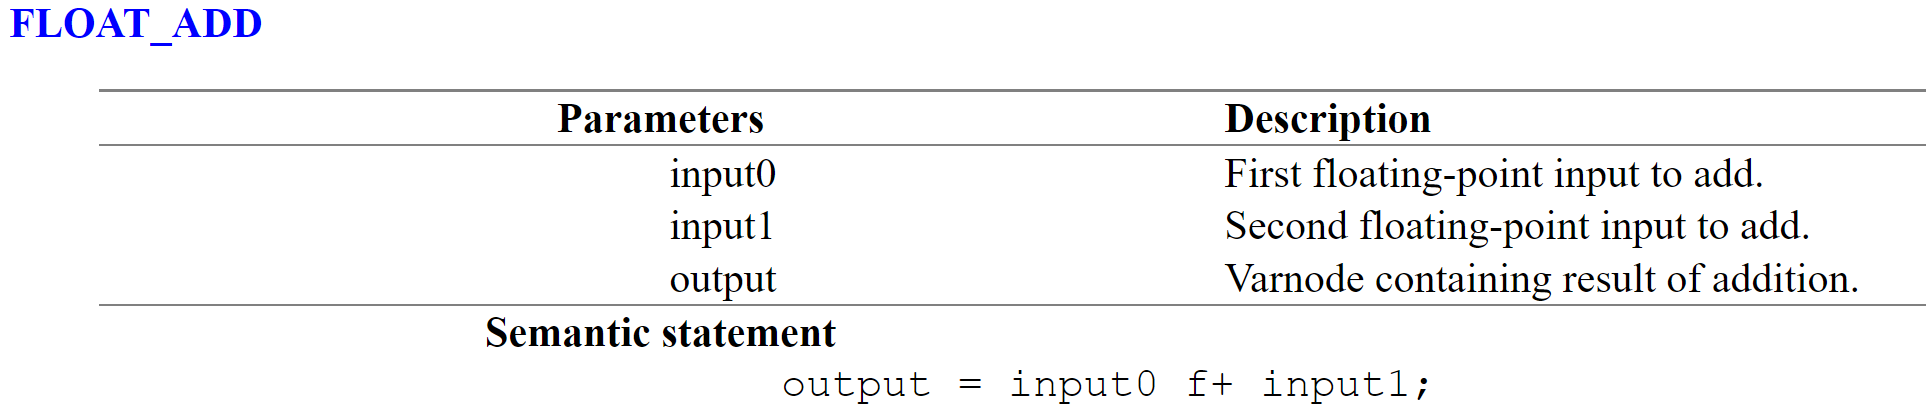 FLOAT_ADD
Parameters Description
input0 First floating-point input to add.
input1 Second floating-point input to add.
output Varnode containing result of addition.
Semantic statement
output = input0 f+ input1;